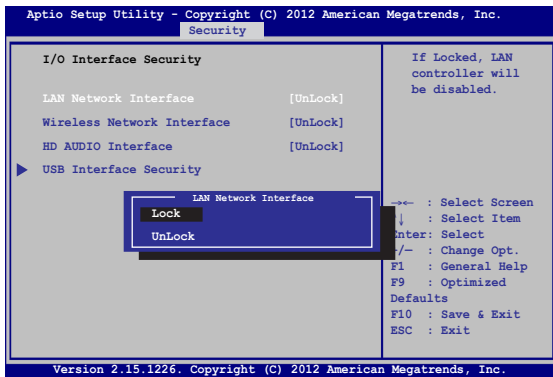 Aptio Setup Utility - Copyright (C) 2012 American Megatrends, Inc.
Security
I/O Interface Security
LAN Network Interface [UnLock]
Wireless Network Interface [UnLock]
HD AUDIO Interface [UnLock]
USB Interface Security
If Locked, LAN
controller will
be disabled.
LAN Network Interface
Lock
UnLock
→← : Select Screen
↓ : Select Item
Enter: Select
+/— : Change Opt.
F1 : General Help
F9 : Optimized
Defaults
F10 : Save & Exit
ESC : Exit
Version 2.15.1226. Copyright (C) 2012 American Megatrends, Inc.